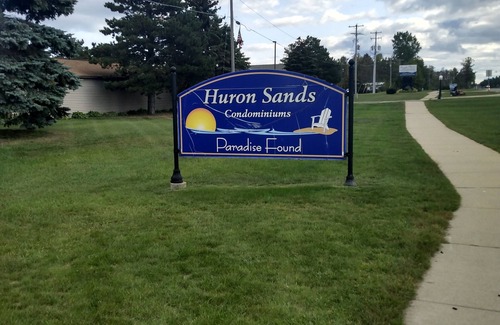 Huron Sands
Condominiums
Paradise Found